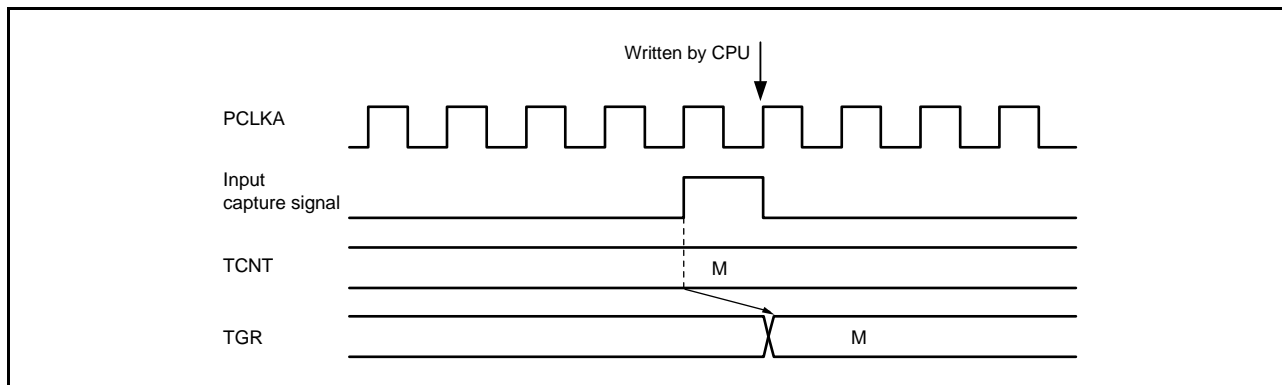 Written by CPU
PCLKA
Input
capture signal
TCNT
M
TGR
M